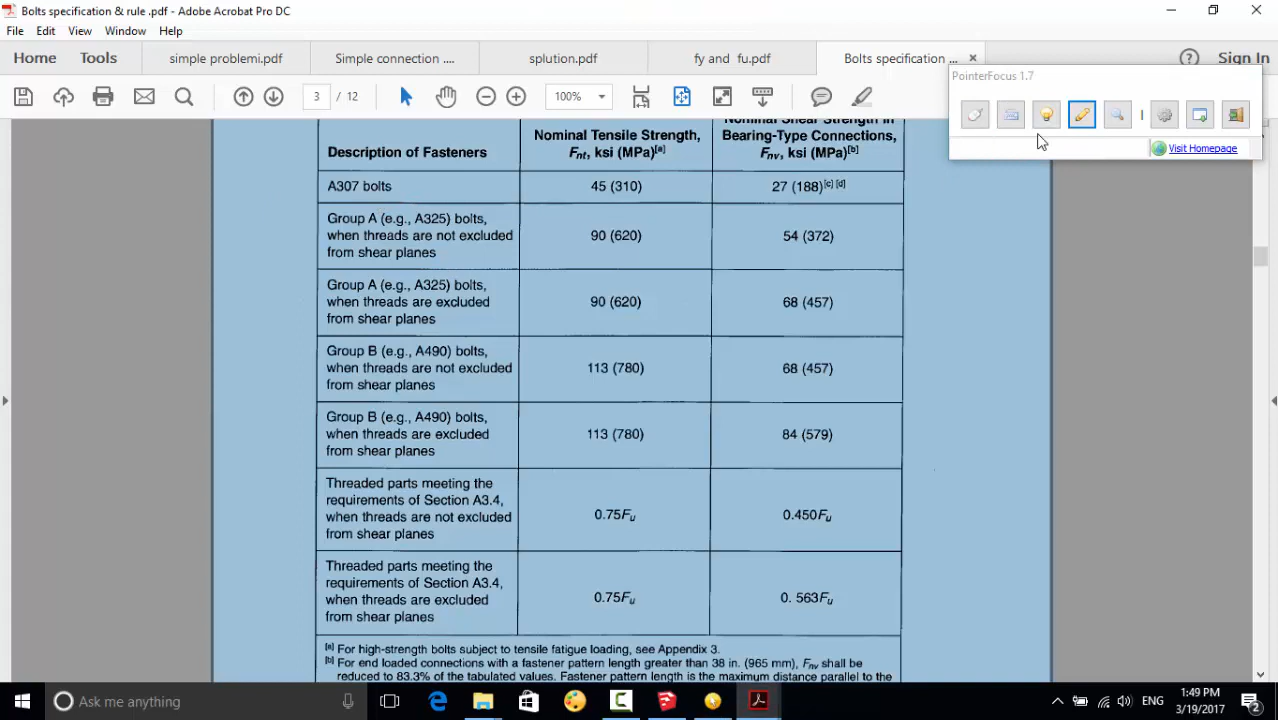 Bolts specification & rule .pdf - Adobe Acrobat Pro DC
File Edit View Window Help
Home Tools simple problemi.pdf Simple connection .... splution.pdf fy and fu.pdf Bolts specification ... × Sign In
PointerFocus 1.7
3 / 12 100%
Visit Homepage
Nominal Shear Strength in
Nominal Tensile Strength, Bearing-Type Connections,
Description of Fasteners Fnt, ksi (MPa)[a] Fnv, ksi (MPa)[b]
A307 bolts 45 (310) 27 (188)[c] [d]
Group A (e.g., A325) bolts,
when threads are not excluded 90 (620) 54 (372)
from shear planes
Group A (e.g., A325) bolts,
when threads are excluded 90 (620) 68 (457)
from shear planes
Group B (e.g., A490) bolts,
when threads are not excluded 113 (780) 68 (457)
from shear planes
Group B (e.g., A490) bolts,
when threads are excluded 113 (780) 84 (579)
from shear planes
Threaded parts meeting the
requirements of Section A3.4,
when threads are not excluded 0.75Fu 0.450Fu
from shear planes
Threaded parts meeting the
requirements of Section A3.4,
when threads are excluded 0.75Fu 0. 563Fu
from shear planes
[a] For high-strength bolts subject to tensile fatigue loading, see Appendix 3.
[b] For end loaded connections with a fastener pattern length greater than 38 in. (965 mm), Fnv shall be
reduced to 83.3% of the tabulated values. Fastener pattern length is the maximum distance parallel to the
Ask me anything ENG 1:49 PM
3/19/2017 2